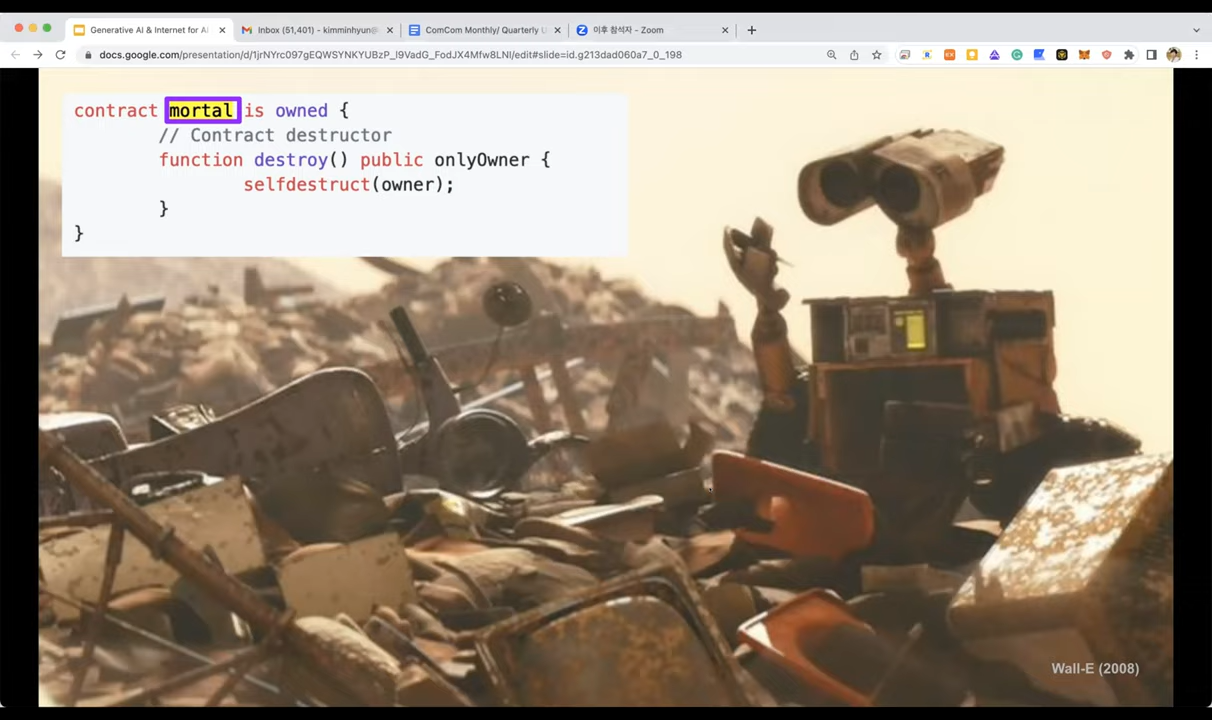 Generative AI & Internet for AI
Inbox (51,401) - kimminhyun@
ComCom Monthly/ Quarterly U
이후 참석자 - Zoom
docs.google.com/presentation/d/1jrNYrc097gEQWSYNKYUBzP_l9VadG_FodJX4Mfw8LNI/edit#slide=id.g213dad060a7_0_198
contract mortal is owned {
// Contract destructor
function destroy() public onlyOwner {
selfdestruct(owner);
}
}
Wall-E (2008)